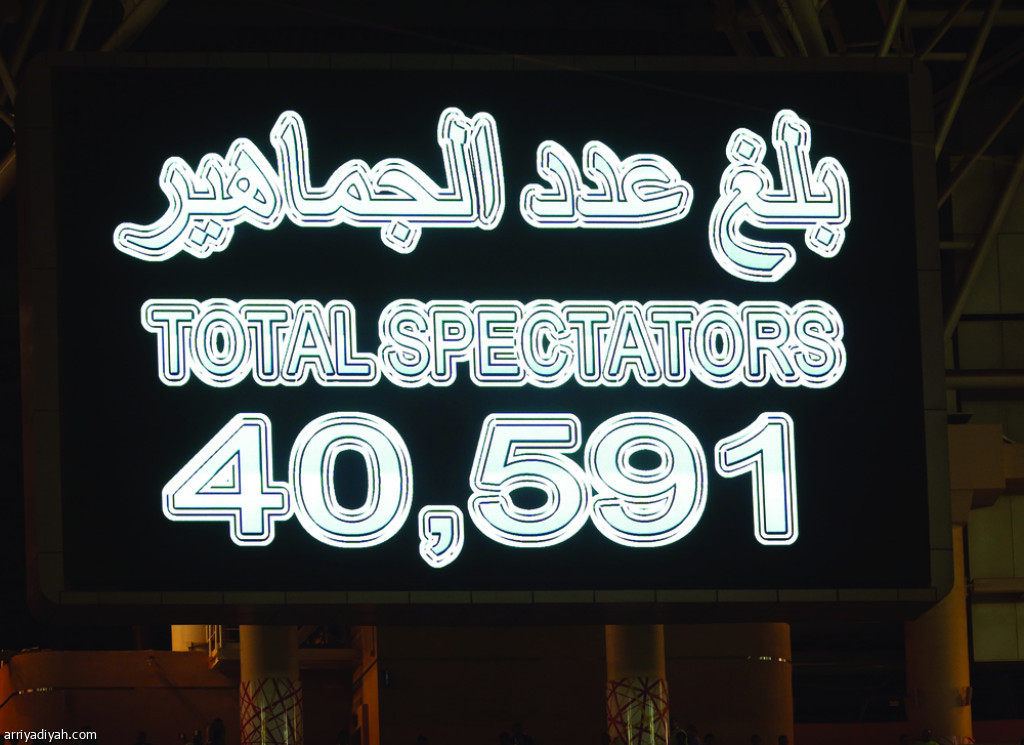 بلغ عدد الجماهير
TOTAL SPECTATORS
40,591
arriyadiyah.com